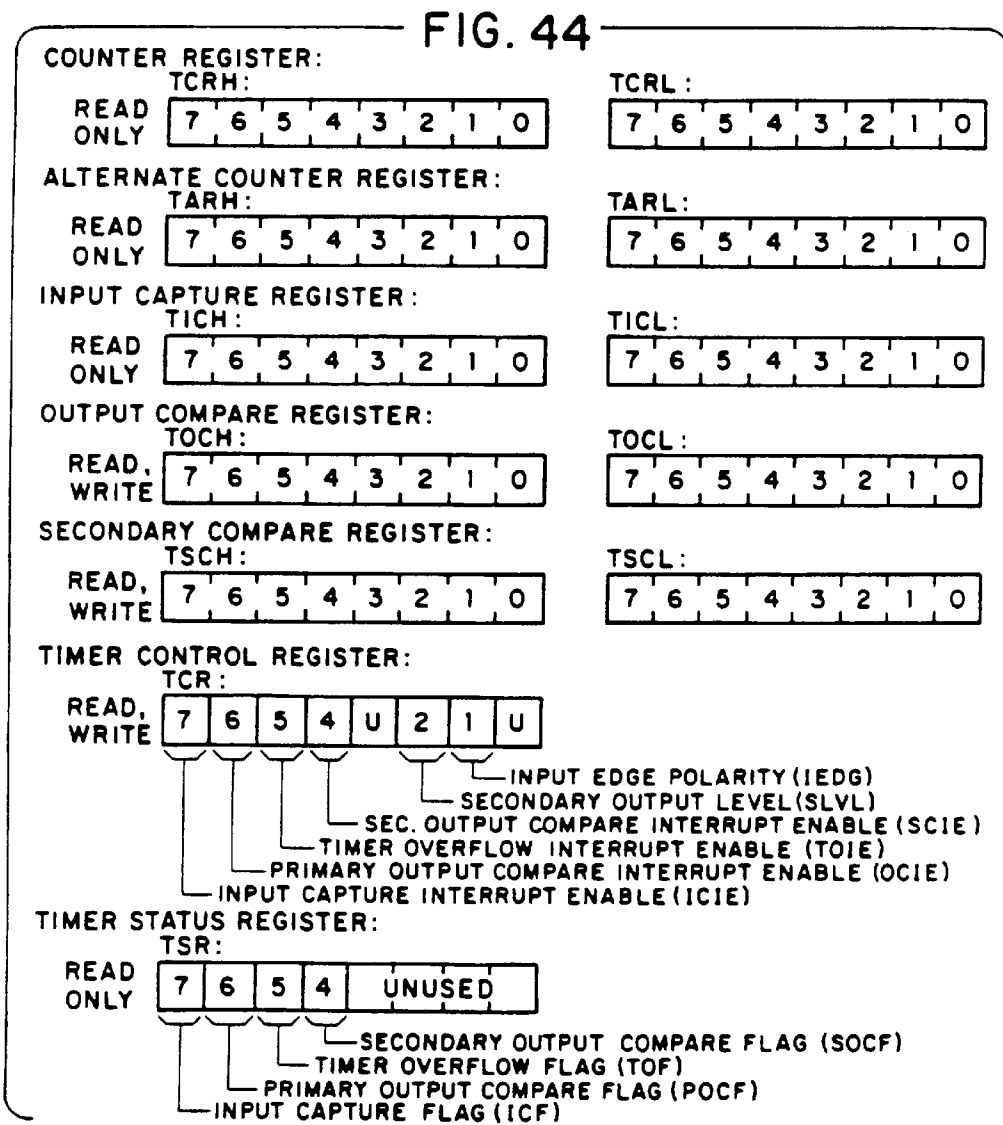 FIG. 44
COUNTER REGISTER:
TCRH: TCRL:
READ ONLY 7 6 5 4 3 2 1 0 7 6 5 4 3 2 1 0
ALTERNATE COUNTER REGISTER:
TARH: TARL:
READ ONLY 7 6 5 4 3 2 1 0 7 6 5 4 3 2 1 0
INPUT CAPTURE REGISTER:
TICH: TICL:
READ ONLY 7 6 5 4 3 2 1 0 7 6 5 4 3 2 1 0
OUTPUT COMPARE REGISTER:
TOCH: TOCL:
READ, WRITE 7 6 5 4 3 2 1 0 7 6 5 4 3 2 1 0
SECONDARY COMPARE REGISTER:
TSCH: TSCL:
READ, WRITE 7 6 5 4 3 2 1 0 7 6 5 4 3 2 1 0
TIMER CONTROL REGISTER:
TCR:
READ, WRITE 7 6 5 4 U 2 1 U
INPUT EDGE POLARITY (IEDG)
SECONDARY OUTPUT LEVEL (SLVL)
SEC. OUTPUT COMPARE INTERRUPT ENABLE (SCIE)
TIMER OVERFLOW INTERRUPT ENABLE (TOIE)
PRIMARY OUTPUT COMPARE INTERRUPT ENABLE (OCIE)
INPUT CAPTURE INTERRUPT ENABLE (ICIE)
TIMER STATUS REGISTER:
TSR:
READ ONLY 7 6 5 4 UNUSED
SECONDARY OUTPUT COMPARE FLAG (SOCF)
TIMER OVERFLOW FLAG (TOF)
PRIMARY OUTPUT COMPARE FLAG (POCF)
INPUT CAPTURE FLAG (ICF)